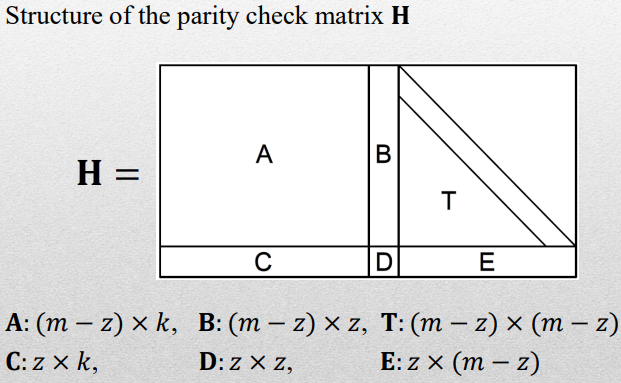 Structure of the parity check matrix H
A B
H =
T
C D E
A: (m − z) × k, B: (m − z) × z, T: (m − z) × (m − z)
C: z × k, D: z × z, E: z × (m − z)